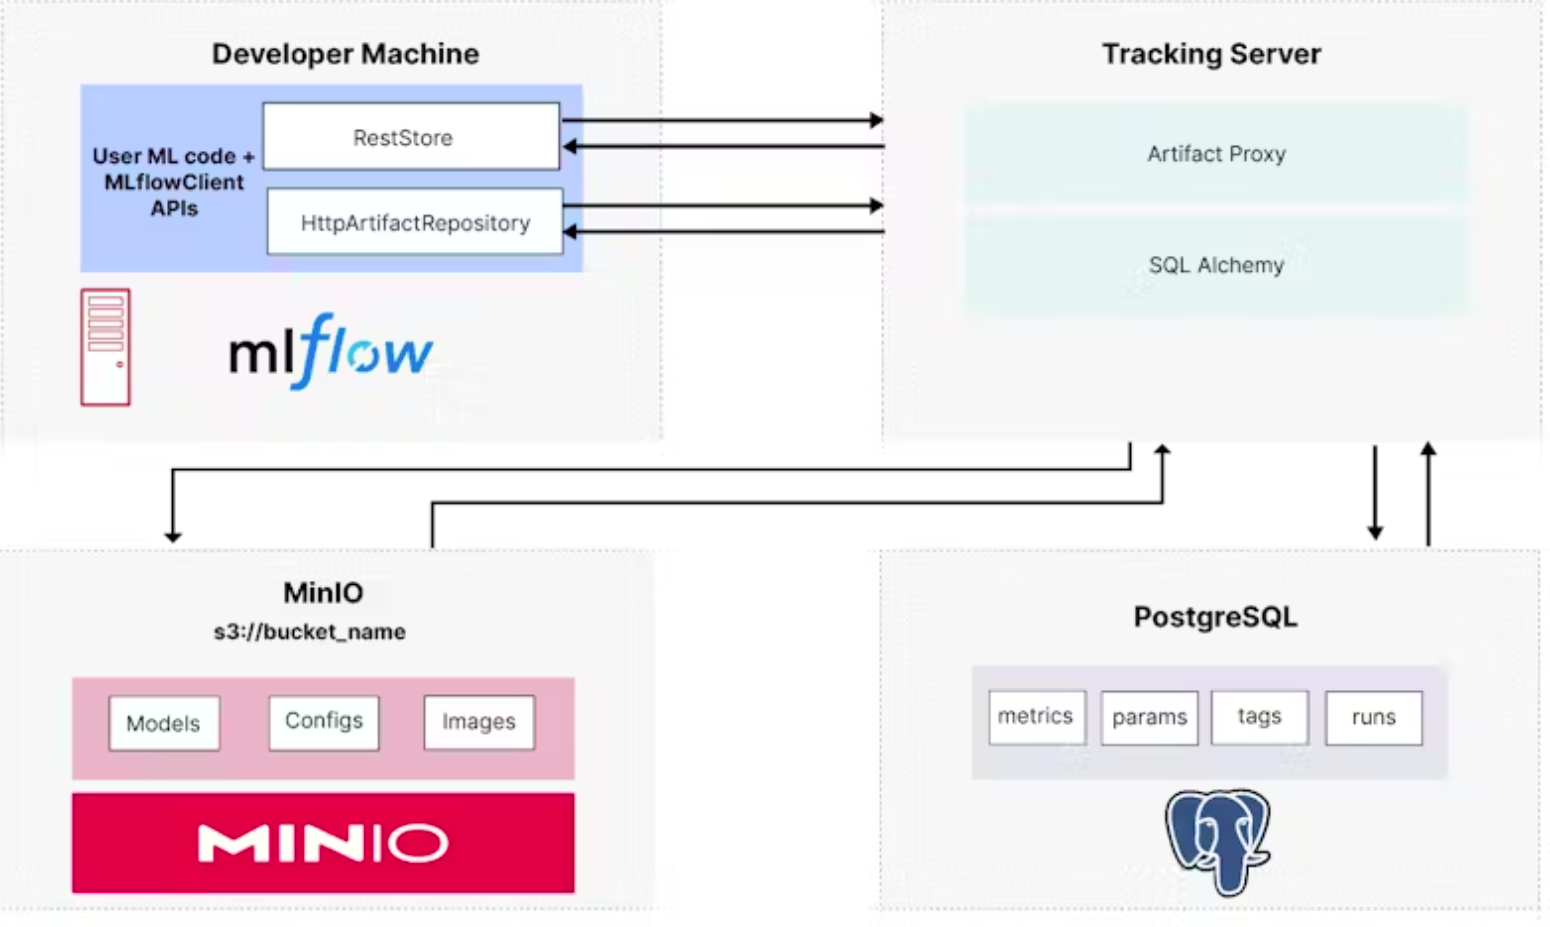 Developer Machine
User ML code +
MLflowClient
APIs
RestStore
HttpArtifactRepository
mlflow
Tracking Server
Artifact Proxy
SQL Alchemy
MinIO
s3://bucket_name
Models
Configs
Images
MINIO
PostgreSQL
metrics
params
tags
runs